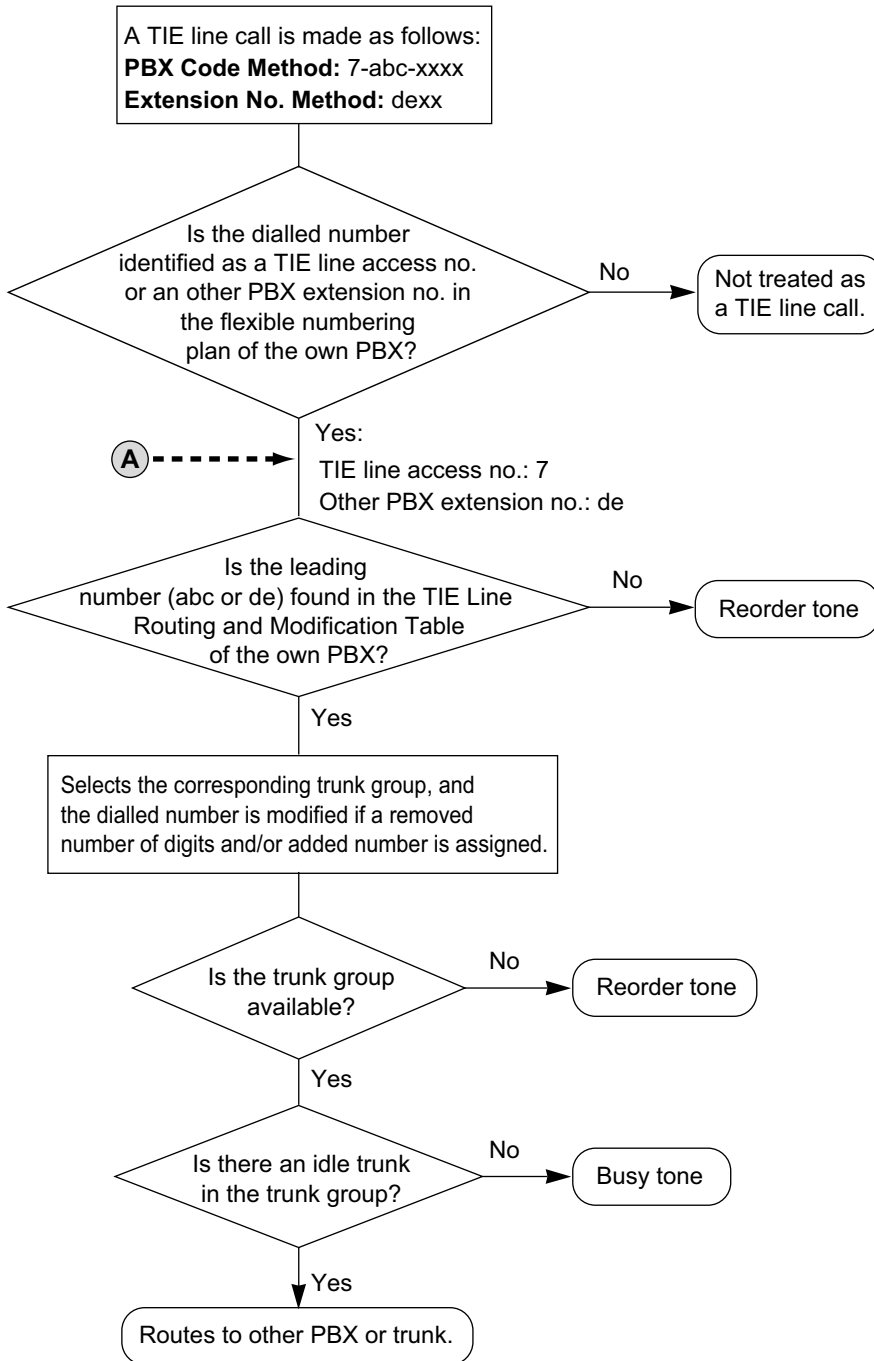 A TIE line call is made as follows:
PBX Code Method: 7-abc-xxxx
Extension No. Method: dexx
Is the dialled number
identified as a TIE line access no.
or an other PBX extension no. in
the flexible numbering
plan of the own PBX?
No
Not treated as
a TIE line call.
A
Yes:
TIE line access no.: 7
Other PBX extension no.: de
Is the leading
number (abc or de) found in the TIE Line
Routing and Modification Table
of the own PBX?
No
Reorder tone
Yes
Selects the corresponding trunk group, and
the dialled number is modified if a removed
number of digits and/or added number is assigned.
Is the trunk group
available?
No
Reorder tone
Yes
Is there an idle trunk
in the trunk group?
No
Busy tone
Yes
Routes to other PBX or trunk.